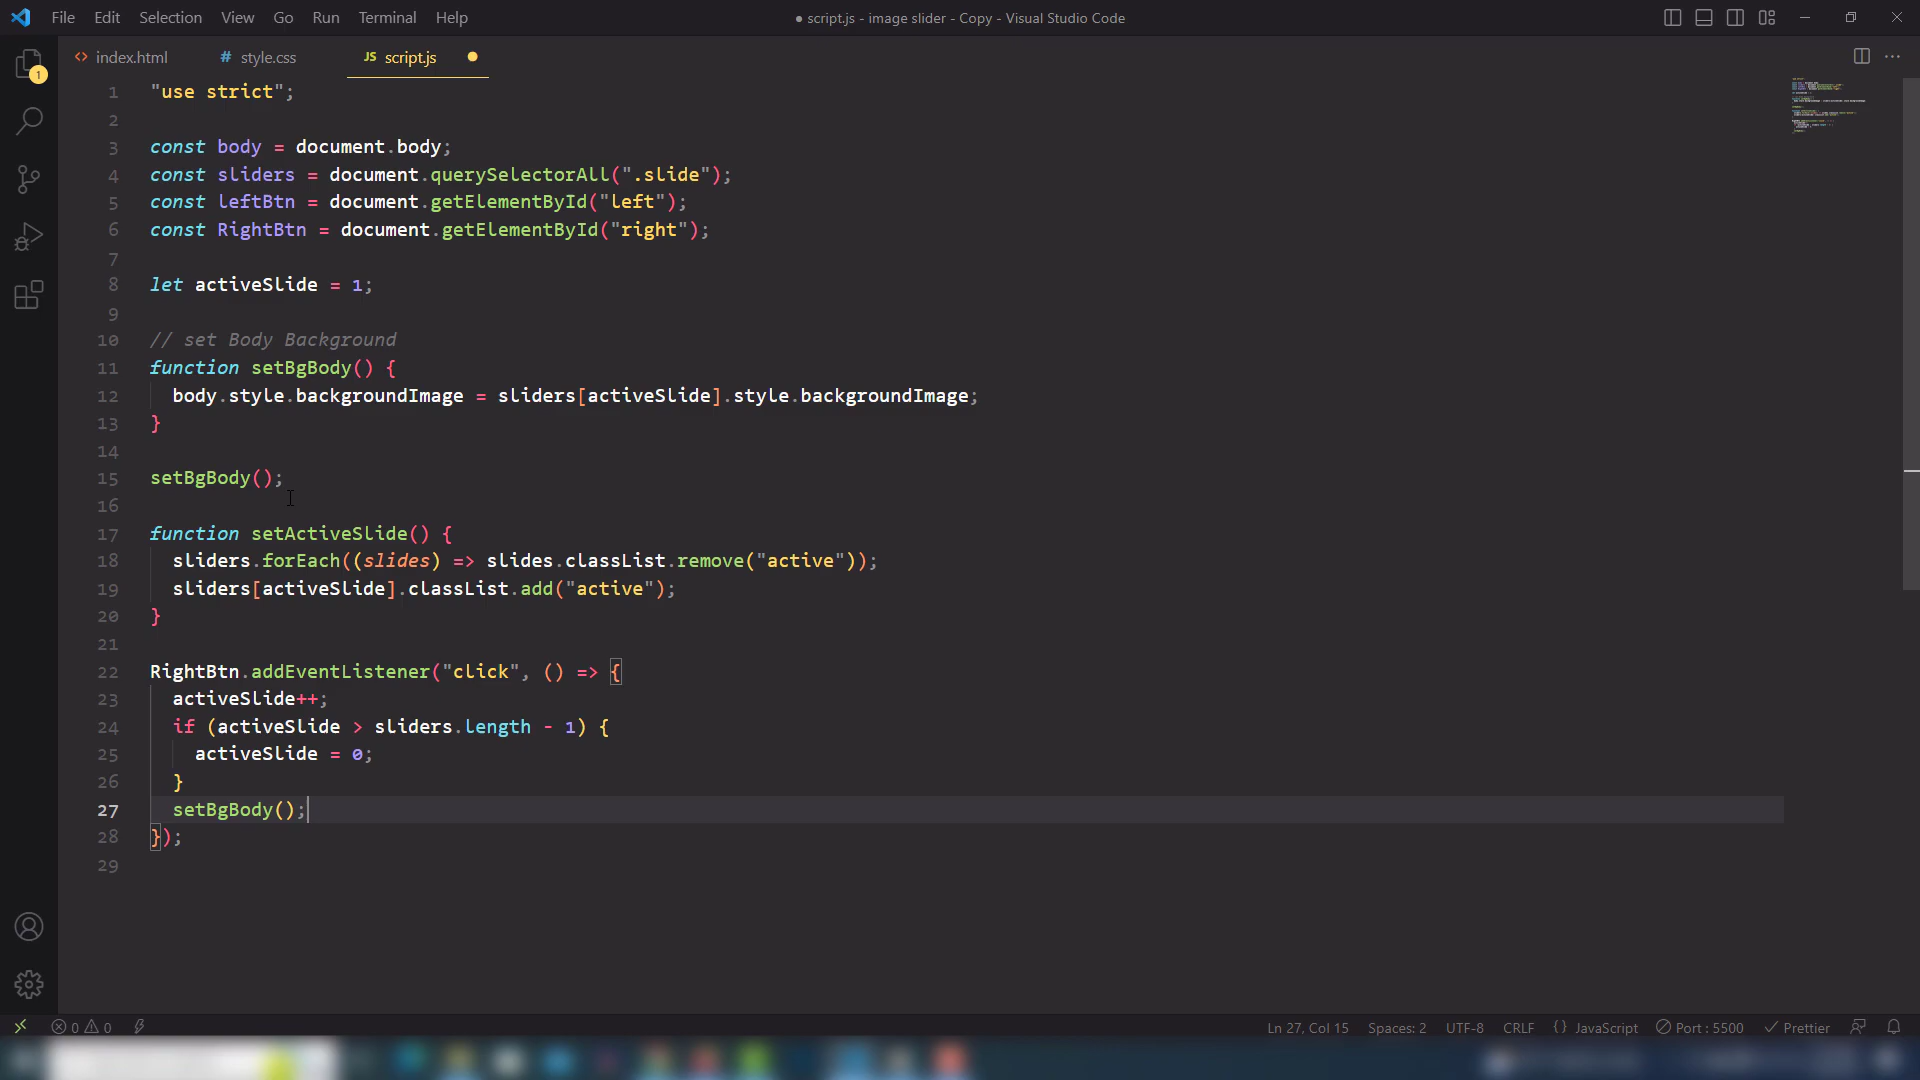 File Edit Selection View Go Run Terminal Help
● script.js - image slider - Copy - Visual Studio Code
1
<> index.html # style.css JS script.js
1 "use strict";
2
3 const body = document.body;
4 const sliders = document.querySelectorAll(".slide");
5 const leftBtn = document.getElementById("left");
6 const RightBtn = document.getElementById("right");
7
8 let activeSlide = 1;
9
10 // set Body Background
11 function setBgBody() {
12   body.style.backgroundImage = sliders[activeSlide].style.backgroundImage;
13 }
14
15 setBgBody();
16
17 function setActiveSlide() {
18   sliders.forEach((slides) => slides.classList.remove("active"));
19   sliders[activeSlide].classList.add("active");
20 }
21
22 RightBtn.addEventListener("click", () => {
23   activeSlide++;
24   if (activeSlide > sliders.length - 1) {
25     activeSlide = 0;
26   }
27   setBgBody();
28 });
29
0 0 Ln 27, Col 15 Spaces: 2 UTF-8 CRLF {} JavaScript Port : 5500 Prettier